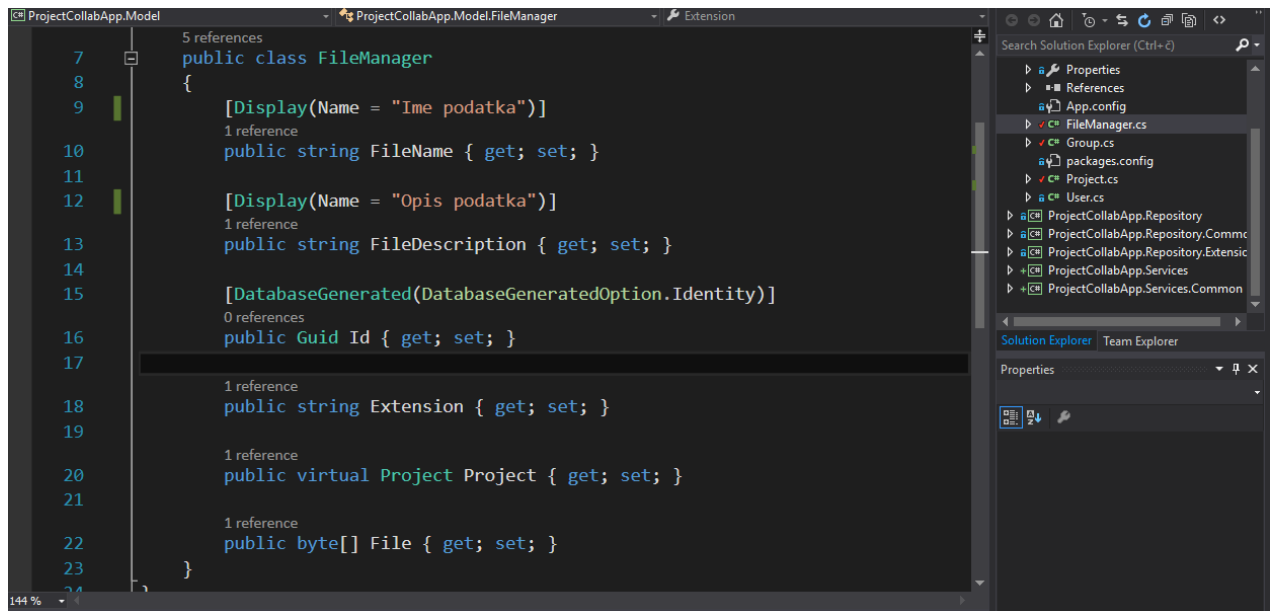 ProjectCollabApp.Model
ProjectCollabApp.Model.FileManager
Extension
5 references
7 public class FileManager
8 {
9 [Display(Name = "Ime podatka")]
1 reference
10 public string FileName { get; set; }
11
12 [Display(Name = "Opis podatka")]
1 reference
13 public string FileDescription { get; set; }
14
15 [DatabaseGenerated(DatabaseGeneratedOption.Identity)]
0 references
16 public Guid Id { get; set; }
17
1 reference
18 public string Extension { get; set; }
19
1 reference
20 public virtual Project Project { get; set; }
21
1 reference
22 public byte[] File { get; set; }
23 }
24 }
144 %
Search Solution Explorer (Ctrl+č)
Properties
References
App.config
C# FileManager.cs
C# Group.cs
packages.config
C# Project.cs
C# User.cs
C# ProjectCollabApp.Repository
C# ProjectCollabApp.Repository.Commo
C# ProjectCollabApp.Repository.Extensic
C# ProjectCollabApp.Services
C# ProjectCollabApp.Services.Common
Solution Explorer Team Explorer
Properties